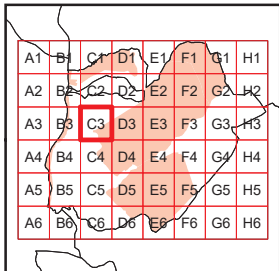 A1 B1 C1 D1 E1 F1 G1 H1
A2 B2 C2 D2 E2 F2 G2 H2
A3 B3 C3 D3 E3 F3 G3 H3
A4 B4 C4 D4 E4 F4 G4 H4
A5 B5 C5 D5 E5 F5 G5 H5
A6 B6 C6 D6 E6 F6 G6 H6